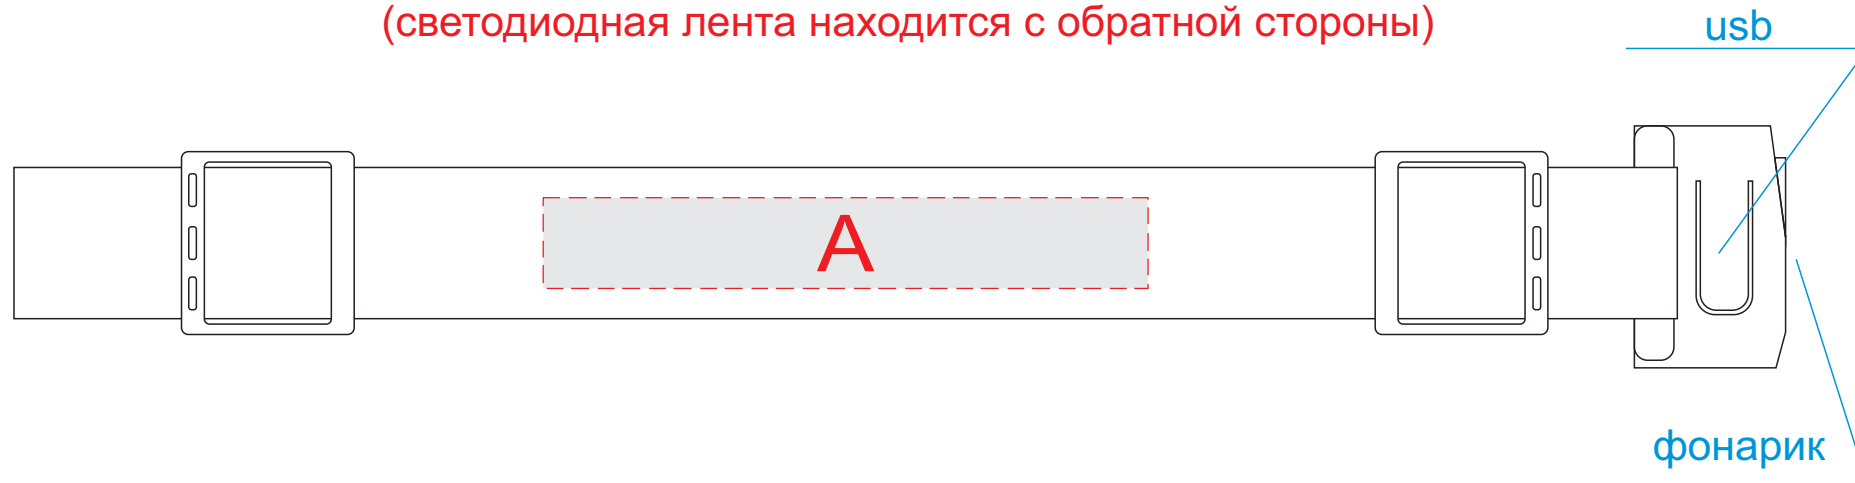 (светодиодная лента находится с обратной стороны)
usb
A
фонарик